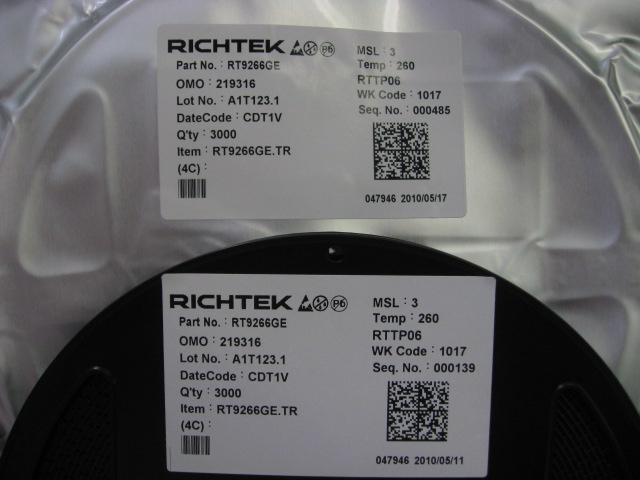 RICHTEK P6
Part No. : RT9266GE
OMO : 219316
Lot No. : A1T123.1
DateCode : CDT1V
Q'ty : 3000
Item : RT9266GE.TR
(4C) :
MSL : 3
Temp : 260
RTTP06
WK Code : 1017
Seq. No. : 000485
047946 2010/05/17
RICHTEK P6
Part No. : RT9266GE
OMO : 219316
Lot No. : A1T123.1
DateCode : CDT1V
Q'ty : 3000
Item : RT9266GE.TR
(4C) :
MSL : 3
Temp : 260
RTTP06
WK Code : 1017
Seq. No. : 000139
047946 2010/05/11